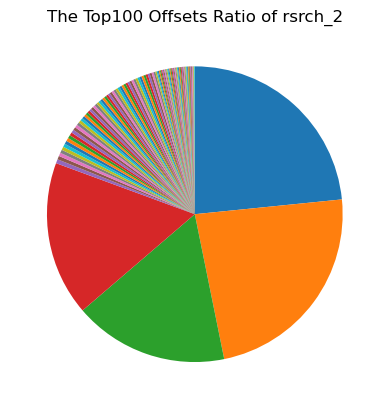 The Top100 Offsets Ratio of rsrch_2